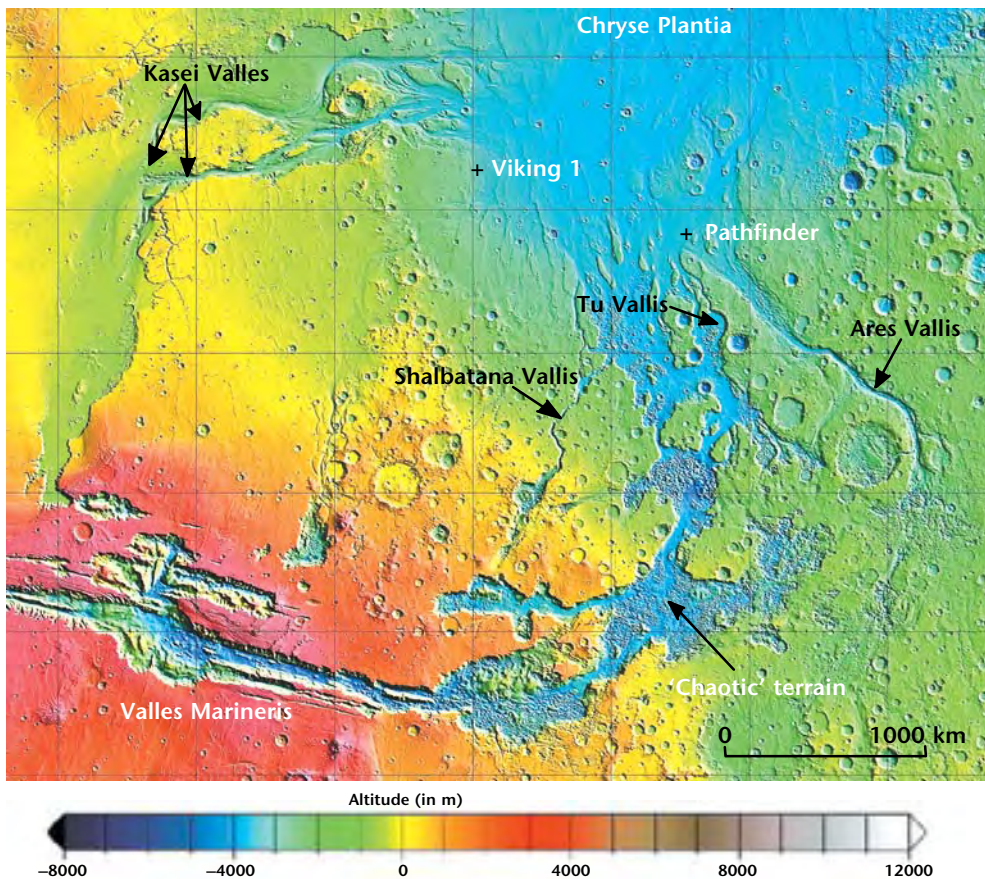 Chryse Plantia
Kasei Valles
+ Viking 1
+ Pathfinder
Tu Vallis
Ares Vallis
Shalbatana Vallis
'Chaotic' terrain
Valles Marineris
0 1000 km
Altitude (in m)
−8000 −4000 0 4000 8000 12000